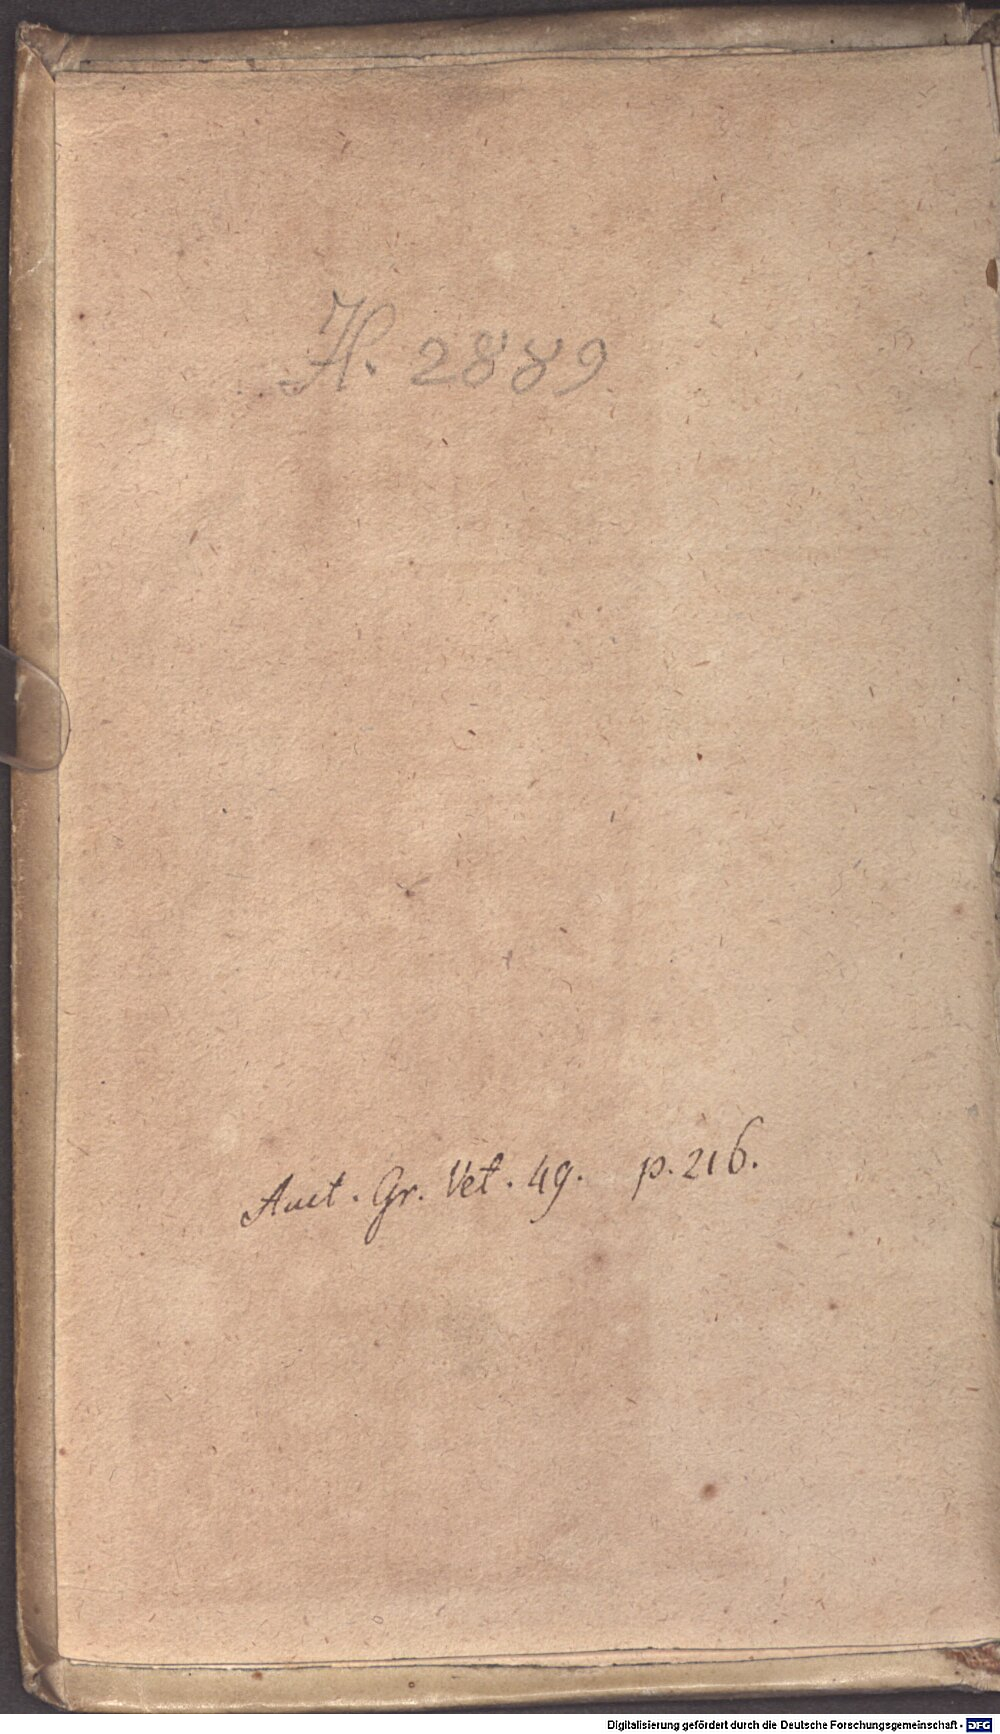 H. 2889
Auct. Gr. Vet. 49. p. 216.
Digitalisierung gefördert durch die Deutsche Forschungsgemeinschaft - DFG